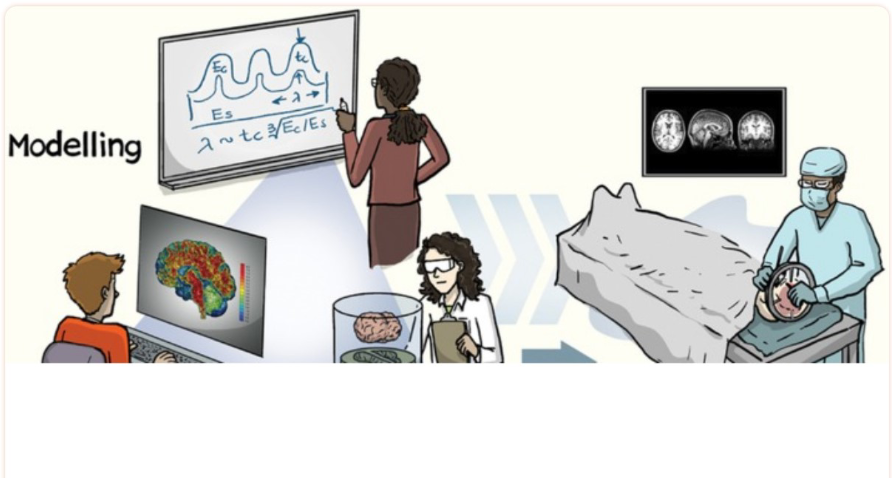 Modelling
Ec
tc
λ
Es
λ ~ tc ∛Ec/Es